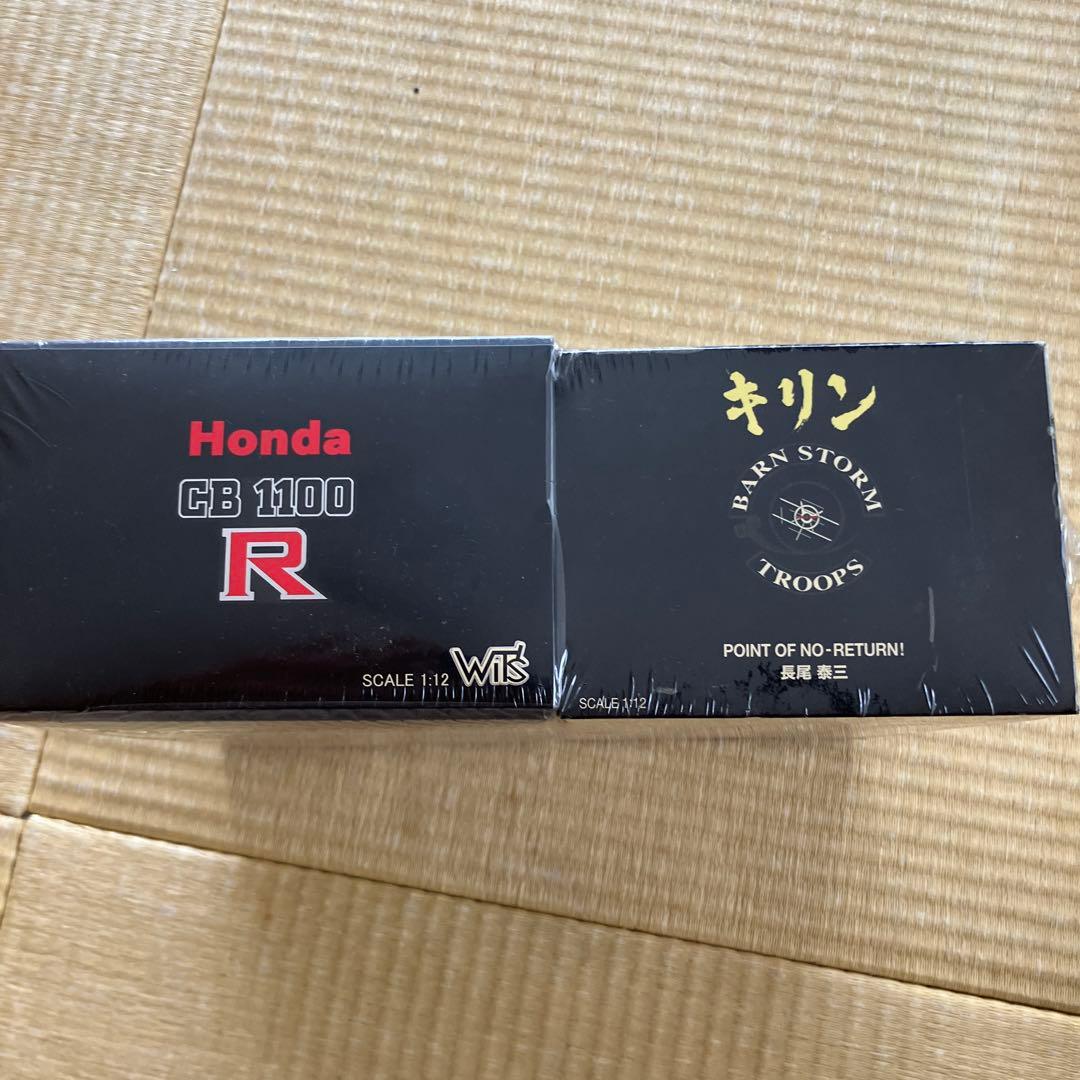 Honda
CB 1100
R
SCALE 1:12 WiTs
キリン
BARN STORM
TROOPS
POINT OF NO-RETURN!
長尾 泰三
SCALE 1:12